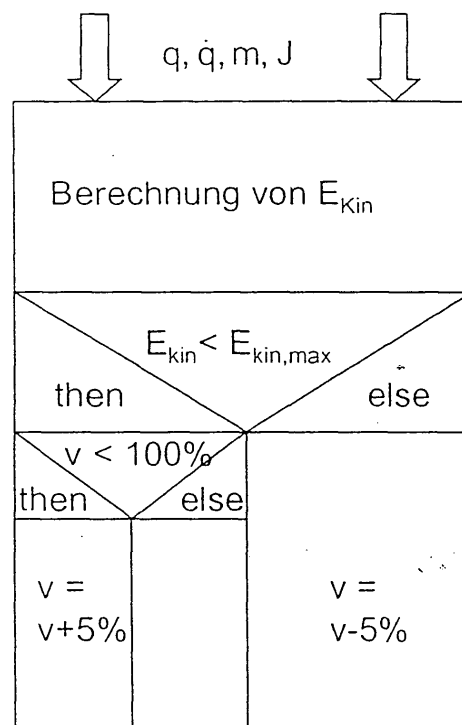 q, q̇, m, J
Berechnung von E_Kin
E_kin < E_kin,max
then else
v < 100%
then else
v =
v+5%
v =
v-5%